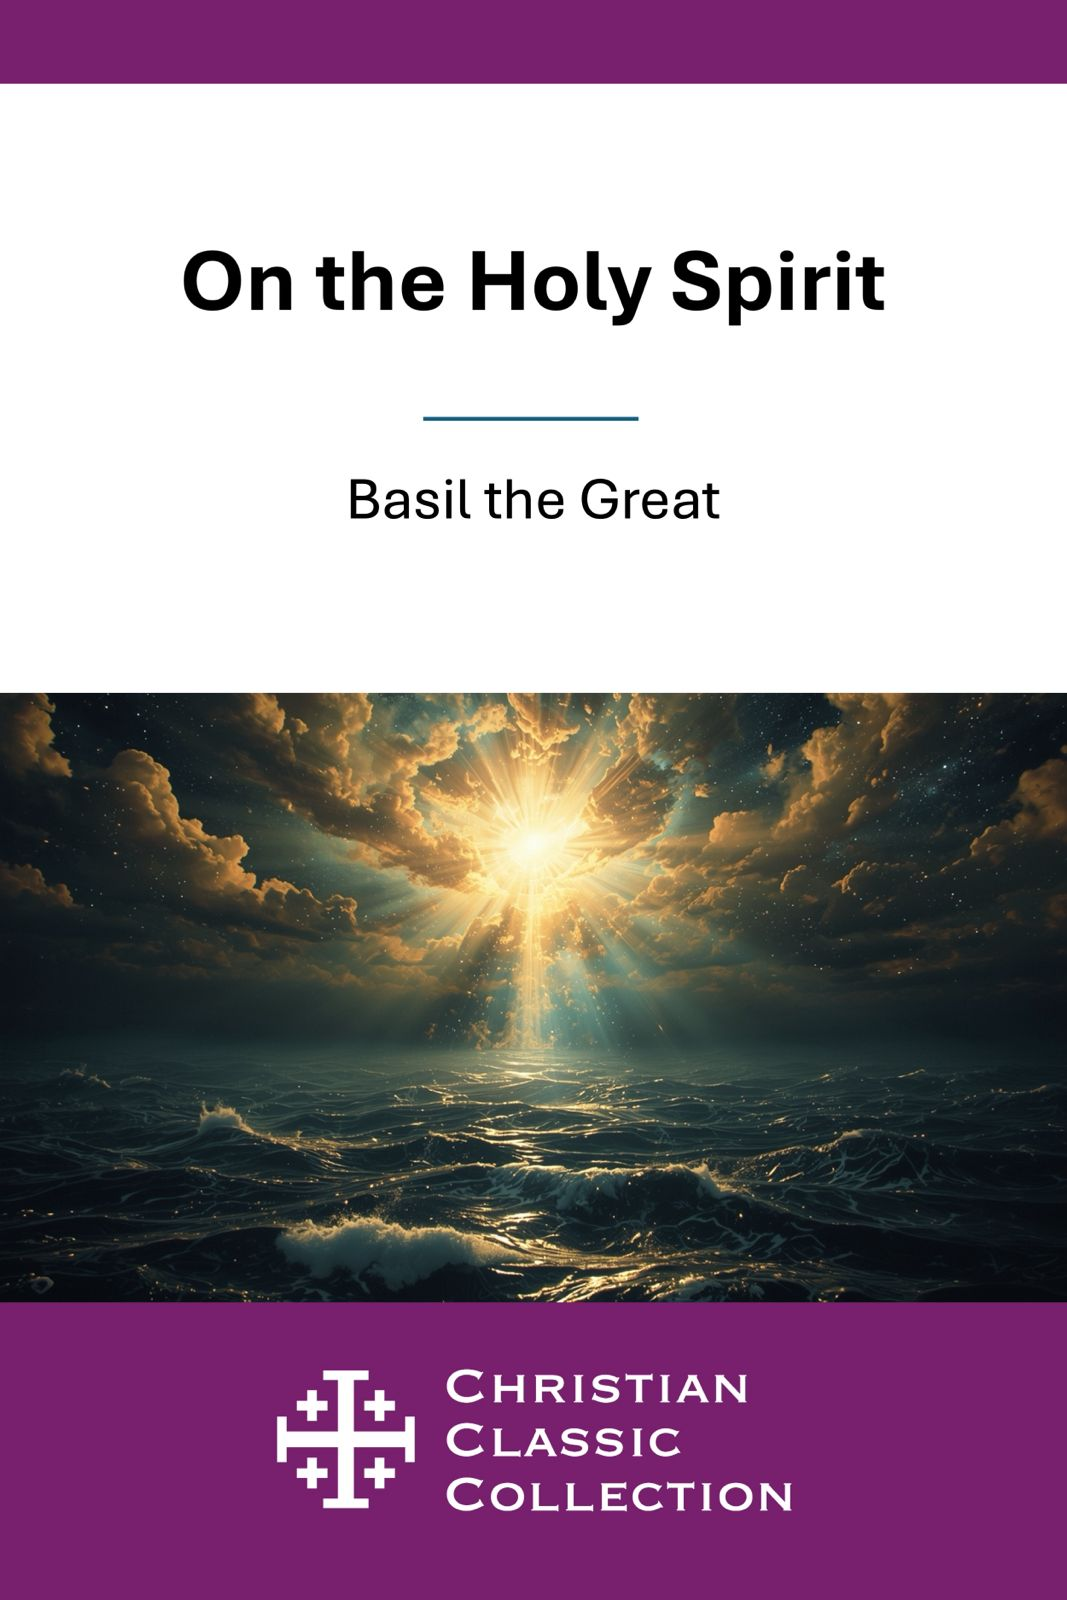 On the Holy Spirit
Basil the Great
Christian
Classic
Collection